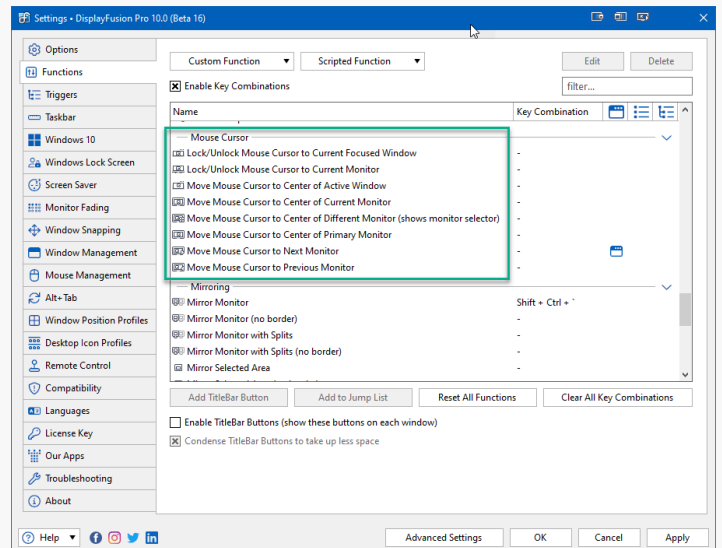 Settings • DisplayFusion Pro 10.0 (Beta 16)
Options
Functions
Triggers
Taskbar
Windows 10
Windows Lock Screen
Screen Saver
Monitor Fading
Window Snapping
Window Management
Mouse Management
Alt+Tab
Window Position Profiles
Desktop Icon Profiles
Remote Control
Compatibility
Languages
License Key
Our Apps
Troubleshooting
About
Custom Function Scripted Function Edit Delete
Enable Key Combinations filter...
Name Key Combination
Mouse Cursor
Lock/Unlock Mouse Cursor to Current Focused Window -
Lock/Unlock Mouse Cursor to Current Monitor -
Move Mouse Cursor to Center of Active Window -
Move Mouse Cursor to Center of Current Monitor -
Move Mouse Cursor to Center of Different Monitor (shows monitor selector) -
Move Mouse Cursor to Center of Primary Monitor -
Move Mouse Cursor to Next Monitor -
Move Mouse Cursor to Previous Monitor -
Mirroring
Mirror Monitor Shift + Ctrl + `
Mirror Monitor (no border) -
Mirror Monitor with Splits -
Mirror Monitor with Splits (no border) -
Mirror Selected Area -
Add TitleBar Button Add to Jump List Reset All Functions Clear All Key Combinations
Enable TitleBar Buttons (show these buttons on each window)
Condense TitleBar Buttons to take up less space
Help Advanced Settings OK Cancel Apply